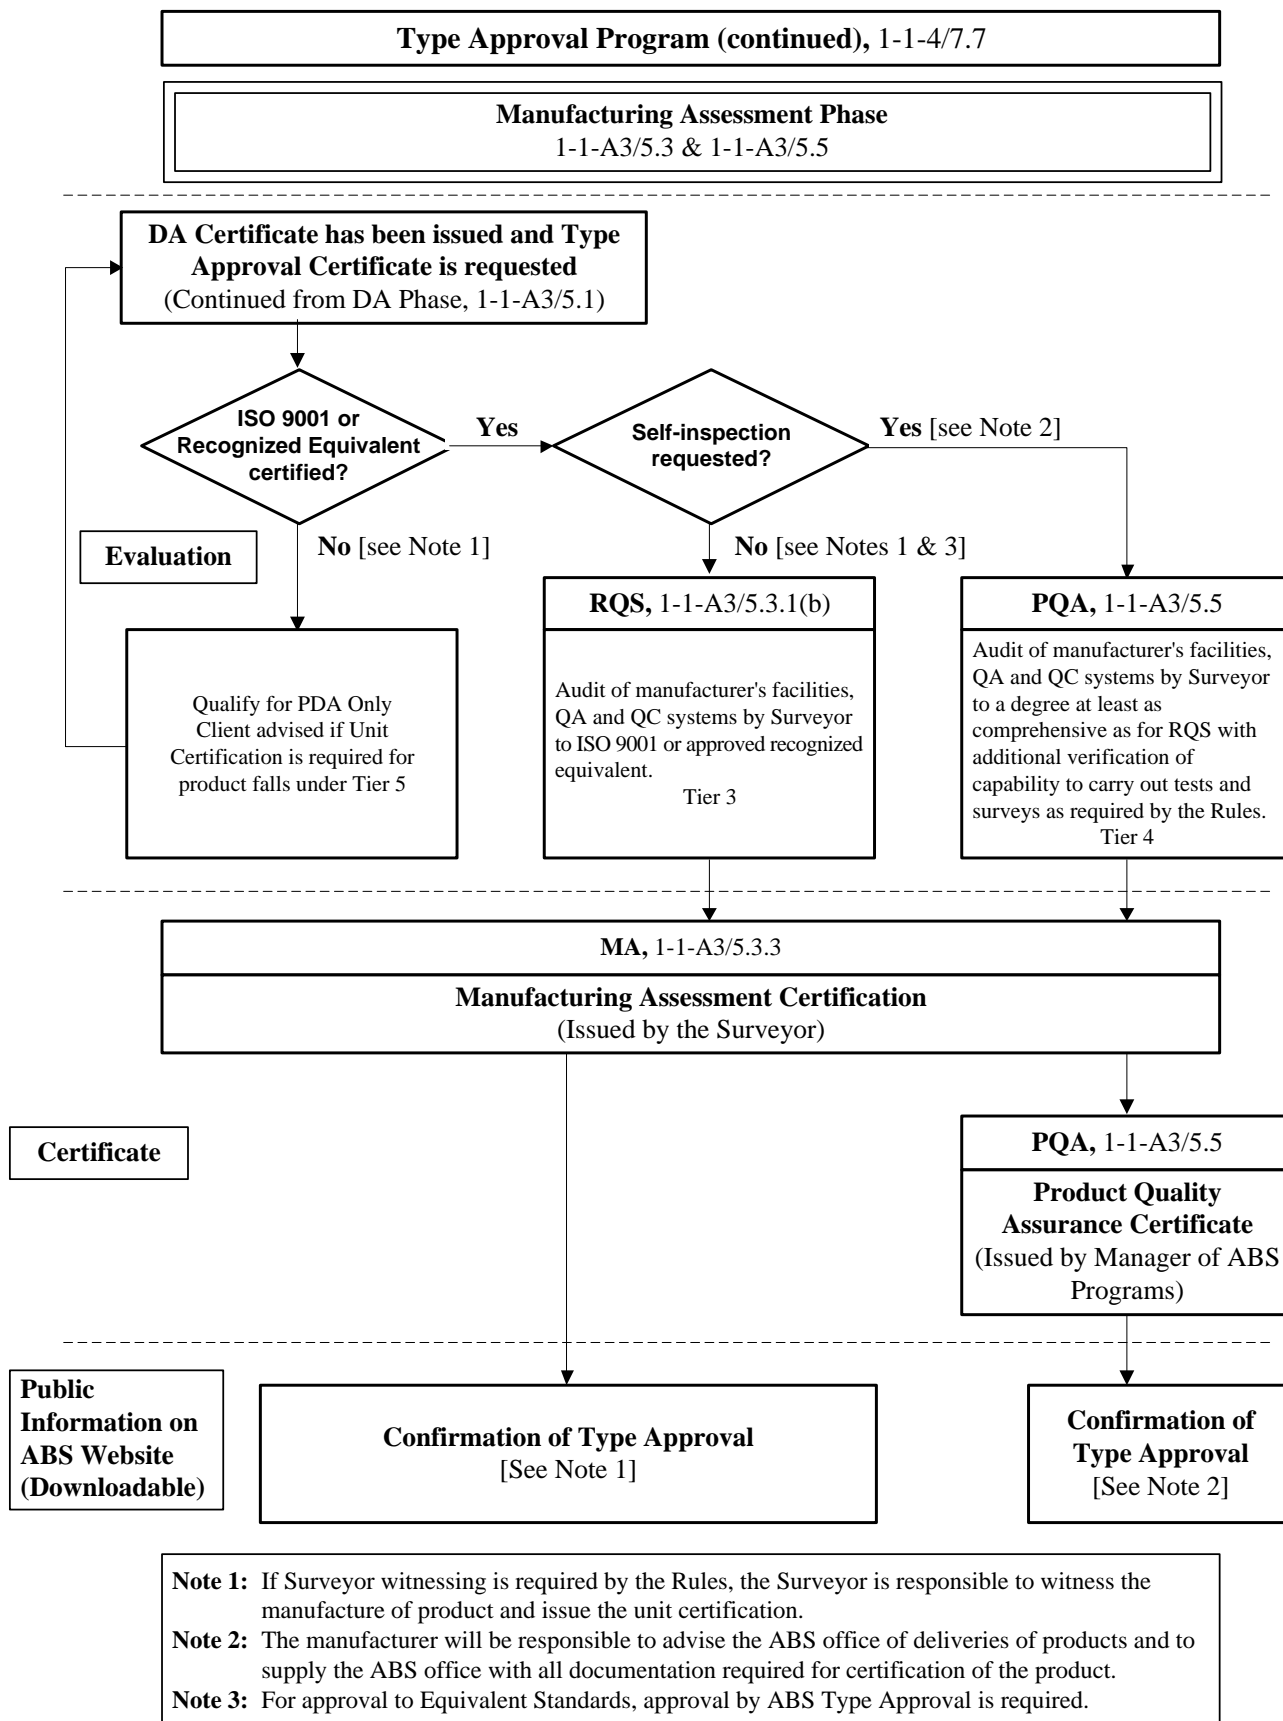 Type Approval Program (continued), 1-1-4/7.7
Manufacturing Assessment Phase
1-1-A3/5.3 & 1-1-A3/5.5
DA Certificate has been issued and Type
Approval Certificate is requested
(Continued from DA Phase, 1-1-A3/5.1)
ISO 9001 or
Recognized Equivalent
certified?
Yes
Self-inspection
requested?
Yes [see Note 2]
Evaluation
No [see Note 1]
No [see Notes 1 & 3]
Qualify for PDA Only
Client advised if Unit
Certification is required for
product falls under Tier 5
RQS, 1-1-A3/5.3.1(b)
Audit of manufacturer's facilities,
QA and QC systems by Surveyor
to ISO 9001 or approved recognized
equivalent.
Tier 3
PQA, 1-1-A3/5.5
Audit of manufacturer's facilities,
QA and QC systems by Surveyor
to a degree at least as
comprehensive as for RQS with
additional verification of
capability to carry out tests and
surveys as required by the Rules.
Tier 4
MA, 1-1-A3/5.3.3
Manufacturing Assessment Certification
(Issued by the Surveyor)
Certificate
PQA, 1-1-A3/5.5
Product Quality
Assurance Certificate
(Issued by Manager of ABS
Programs)
Public
Information on
ABS Website
(Downloadable)
Confirmation of Type Approval
[See Note 1]
Confirmation of
Type Approval
[See Note 2]
Note 1: If Surveyor witnessing is required by the Rules, the Surveyor is responsible to witness the
manufacture of product and issue the unit certification.
Note 2: The manufacturer will be responsible to advise the ABS office of deliveries of products and to
supply the ABS office with all documentation required for certification of the product.
Note 3: For approval to Equivalent Standards, approval by ABS Type Approval is required.